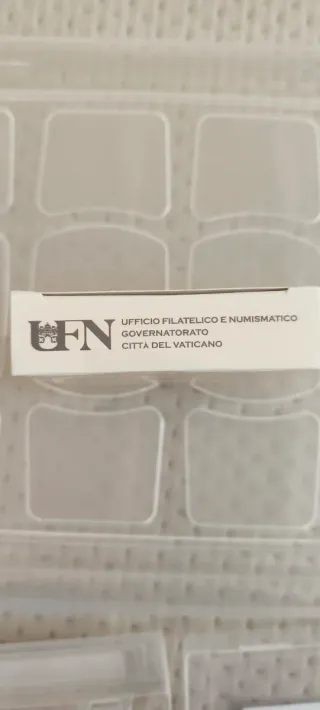 UFN
UFFICIO FILATELICO E NUMISMATICO
GOVERNATORATO
CITTÀ DEL VATICANO